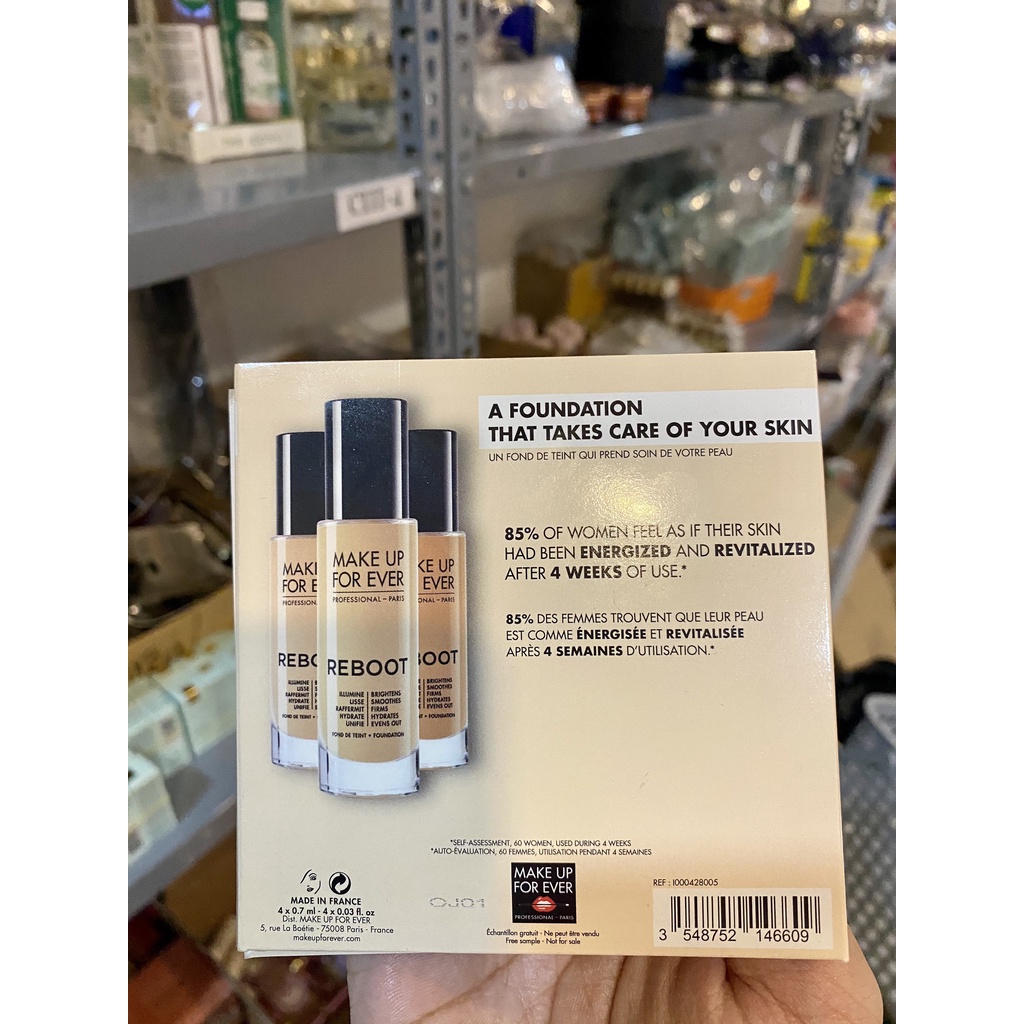 A FOUNDATION
THAT TAKES CARE OF YOUR SKIN
UN FOND DE TEINT QUI PREND SOIN DE VOTRE PEAU
85% OF WOMEN FEEL AS IF THEIR SKIN
HAD BEEN ENERGIZED AND REVITALIZED
AFTER 4 WEEKS OF USE.*
85% DES FEMMES TROUVENT QUE LEUR PEAU
EST COMME ÉNERGISÉE ET REVITALISÉE
APRÈS 4 SEMAINES D'UTILISATION.*
MAKE UP
FOR EVER
PROFESSIONAL – PARIS
REBOOT
ILLUMINE | BRIGHTENS
LISSE | SMOOTHES
RAFFERMIT | FIRMS
HYDRATE | HYDRATES
UNIFIE | EVENS OUT
FOND DE TEINT • FOUNDATION
*SELF-ASSESSMENT, 60 WOMEN, USED DURING 4 WEEKS
*AUTO-ÉVALUATION, 60 FEMMES, UTILISATION PENDANT 4 SEMAINES
MADE IN FRANCE
4 x 0.7 ml - 4 x 0.03 fl. oz
Dist. MAKE UP FOR EVER
5, rue La Boétie - 75008 Paris - France
makeupforever.com
OJ01
MAKE UP
FOR EVER
PROFESSIONAL - PARIS
Échantillon gratuit - Ne peut être vendu
Free sample - Not for sale
REF : I000428005
3 548752 146609